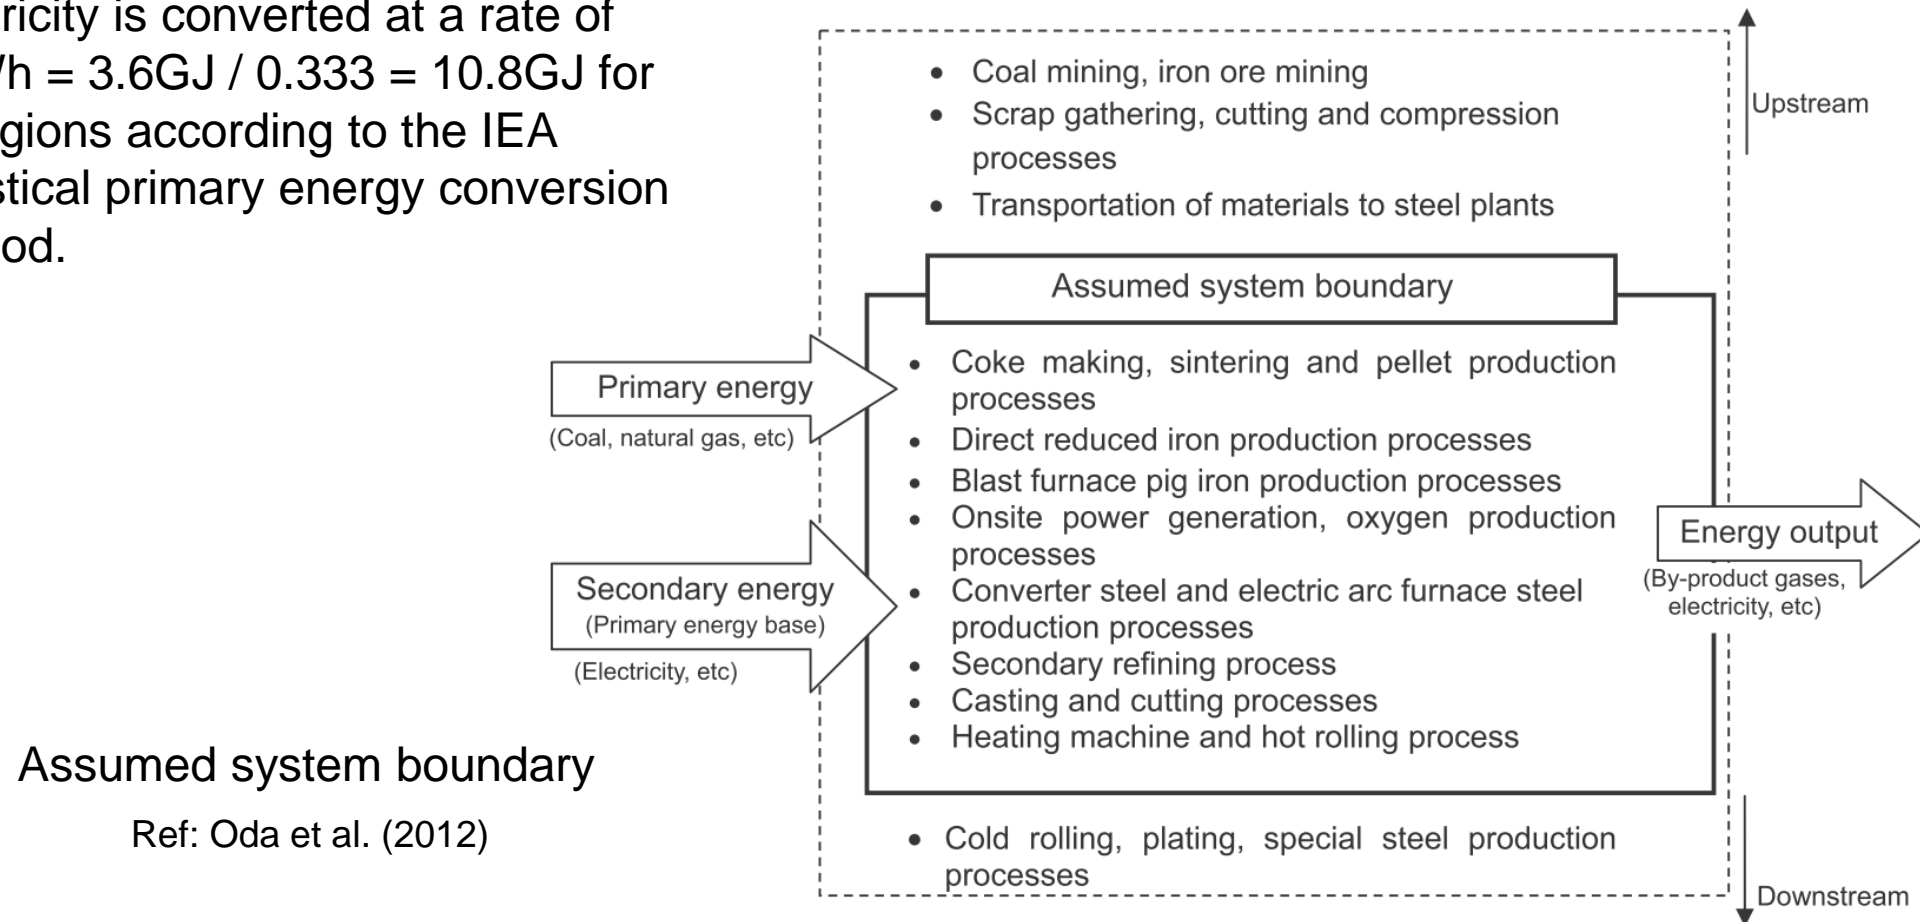 ricity is converted at a rate of
h = 3.6GJ / 0.333 = 10.8GJ for
gions according to the IEA
stical primary energy conversion
od.
• Coal mining, iron ore mining
• Scrap gathering, cutting and compression
processes
• Transportation of materials to steel plants
Upstream
Assumed system boundary
Primary energy
(Coal, natural gas, etc)
Secondary energy
(Primary energy base)
(Electricity, etc)
• Coke making, sintering and pellet production
processes
• Direct reduced iron production processes
• Blast furnace pig iron production processes
• Onsite power generation, oxygen production
processes
• Converter steel and electric arc furnace steel
production processes
• Secondary refining process
• Casting and cutting processes
• Heating machine and hot rolling process
Energy output
(By-product gases,
electricity, etc)
• Cold rolling, plating, special steel production
processes
Downstream
Assumed system boundary
Ref: Oda et al. (2012)